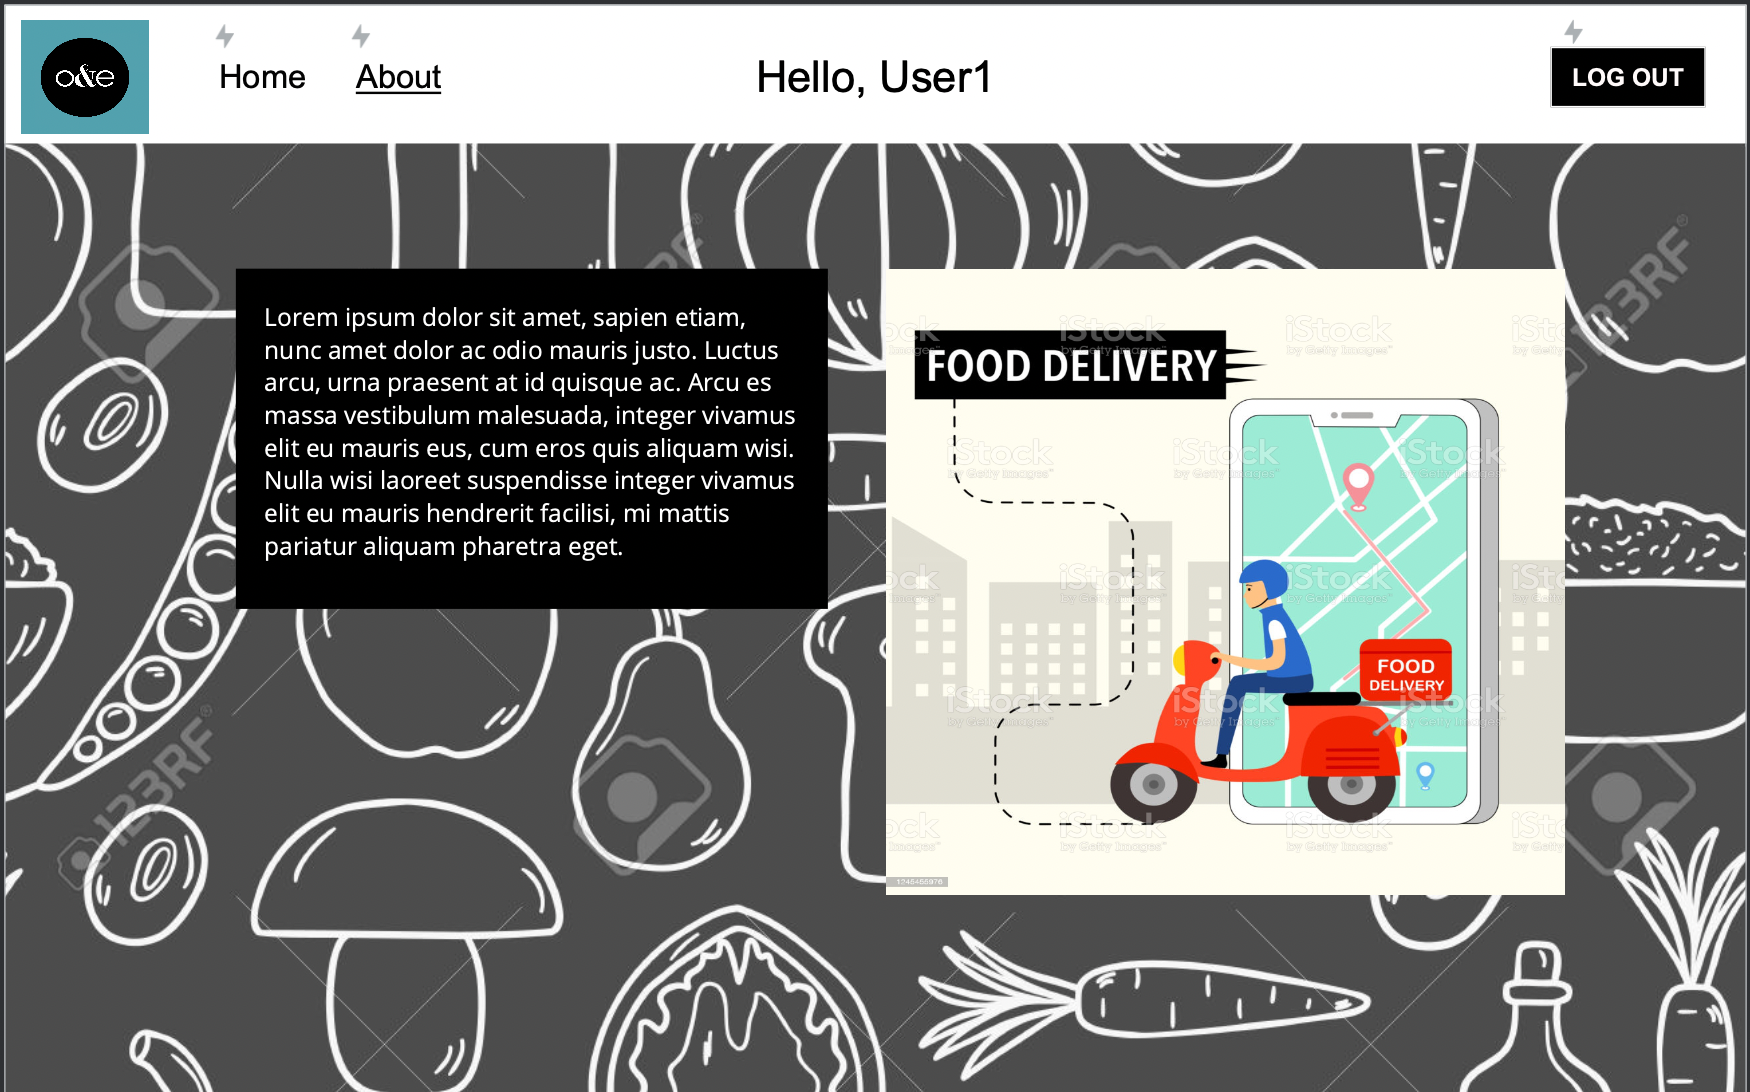 o&e
Home
About
Hello, User1
LOG OUT
Lorem ipsum dolor sit amet, sapien etiam,
nunc amet dolor ac odio mauris justo. Luctus
arcu, urna praesent at id quisque ac. Arcu es
massa vestibulum malesuada, integer vivamus
elit eu mauris eus, cum eros quis aliquam wisi.
Nulla wisi laoreet suspendisse integer vivamus
elit eu mauris hendrerit facilisi, mi mattis
pariatur aliquam pharetra eget.
FOOD DELIVERY
FOOD
DELIVERY
iStock
by Getty Images™
123RF®